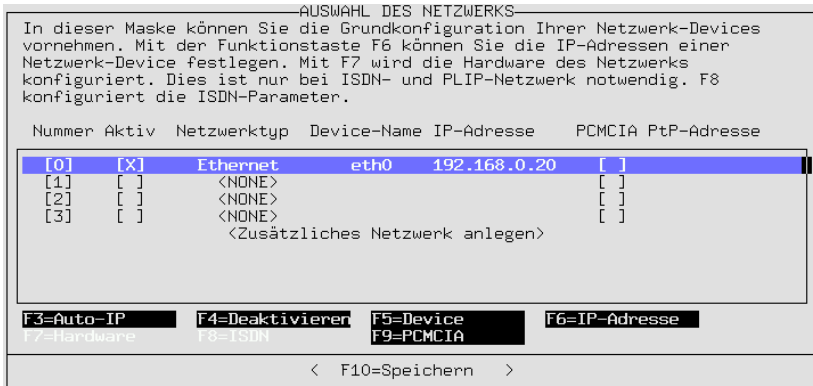 AUSWAHL DES NETZWERKS
In dieser Maske können Sie die Grundkonfiguration Ihrer Netzwerk-Devices
vornehmen. Mit der Funktionstaste F6 können Sie die IP-Adressen einer
Netzwerk-Device festlegen. Mit F7 wird die Hardware des Netzwerks
konfiguriert. Dies ist nur bei ISDN- und PLIP-Netzwerk notwendig. F8
konfiguriert die ISDN-Parameter.
Nummer Aktiv Netzwerktyp Device-Name IP-Adresse PCMCIA PtP-Adresse
[0] [X] Ethernet eth0 192.168.0.20 [ ]
[1] [ ] <NONE> [ ]
[2] [ ] <NONE> [ ]
[3] [ ] <NONE> [ ]
<Zusätzliches Netzwerk anlegen>
F3=Auto-IP F4=Deaktivieren F5=Device F6=IP-Adresse
F7=Hardware F8=ISDN F9=PCMCIA
< F10=Speichern >